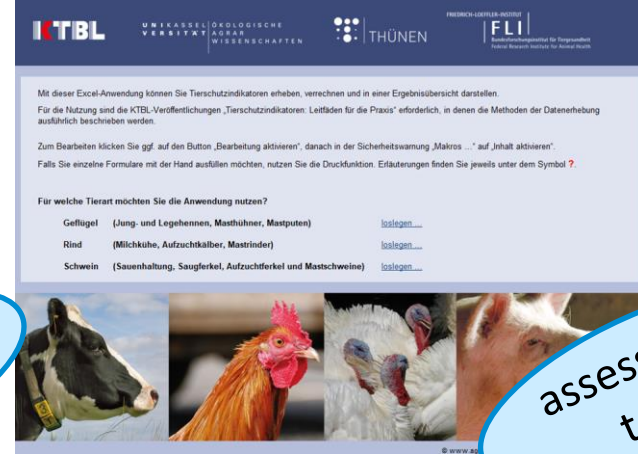 KTBL
UNIKASSEL ÖKOLOGISCHE
VERSITÄT AGRAR
WISSENSCHAFTEN
THÜNEN
FRIEDRICH-LOEFFLER-INSTITUT
FLI
Bundesforschungsinstitut für Tiergesundheit
Federal Research Institute for Animal Health
Mit dieser Excel-Anwendung können Sie Tierschutzindikatoren erheben, verrechnen und in einer Ergebnisübersicht darstellen.
Für die Nutzung sind die KTBL-Veröffentlichungen „Tierschutzindikatoren: Leitfäden für die Praxis“ erforderlich, in denen die Methoden der Datenerhebung
ausführlich beschrieben werden.
Zum Bearbeiten klicken Sie ggf. auf den Button „Bearbeitung aktivieren“, danach in der Sicherheitswarnung „Makros ...“ auf „Inhalt aktivieren“.
Falls Sie einzelne Formulare mit der Hand ausfüllen möchten, nutzen Sie die Druckfunktion. Erläuterungen finden Sie jeweils unter dem Symbol ?.
Für welche Tierart möchten Sie die Anwendung nutzen?
Geflügel (Jung- und Legehennen, Masthühner, Mastputen) loslegen ...
Rind (Milchkühe, Aufzuchtkälber, Mastrinder) loslegen ...
Schwein (Sauenhaltung, Saugferkel, Aufzuchtferkel und Mastschweine) loslegen ...
© www.